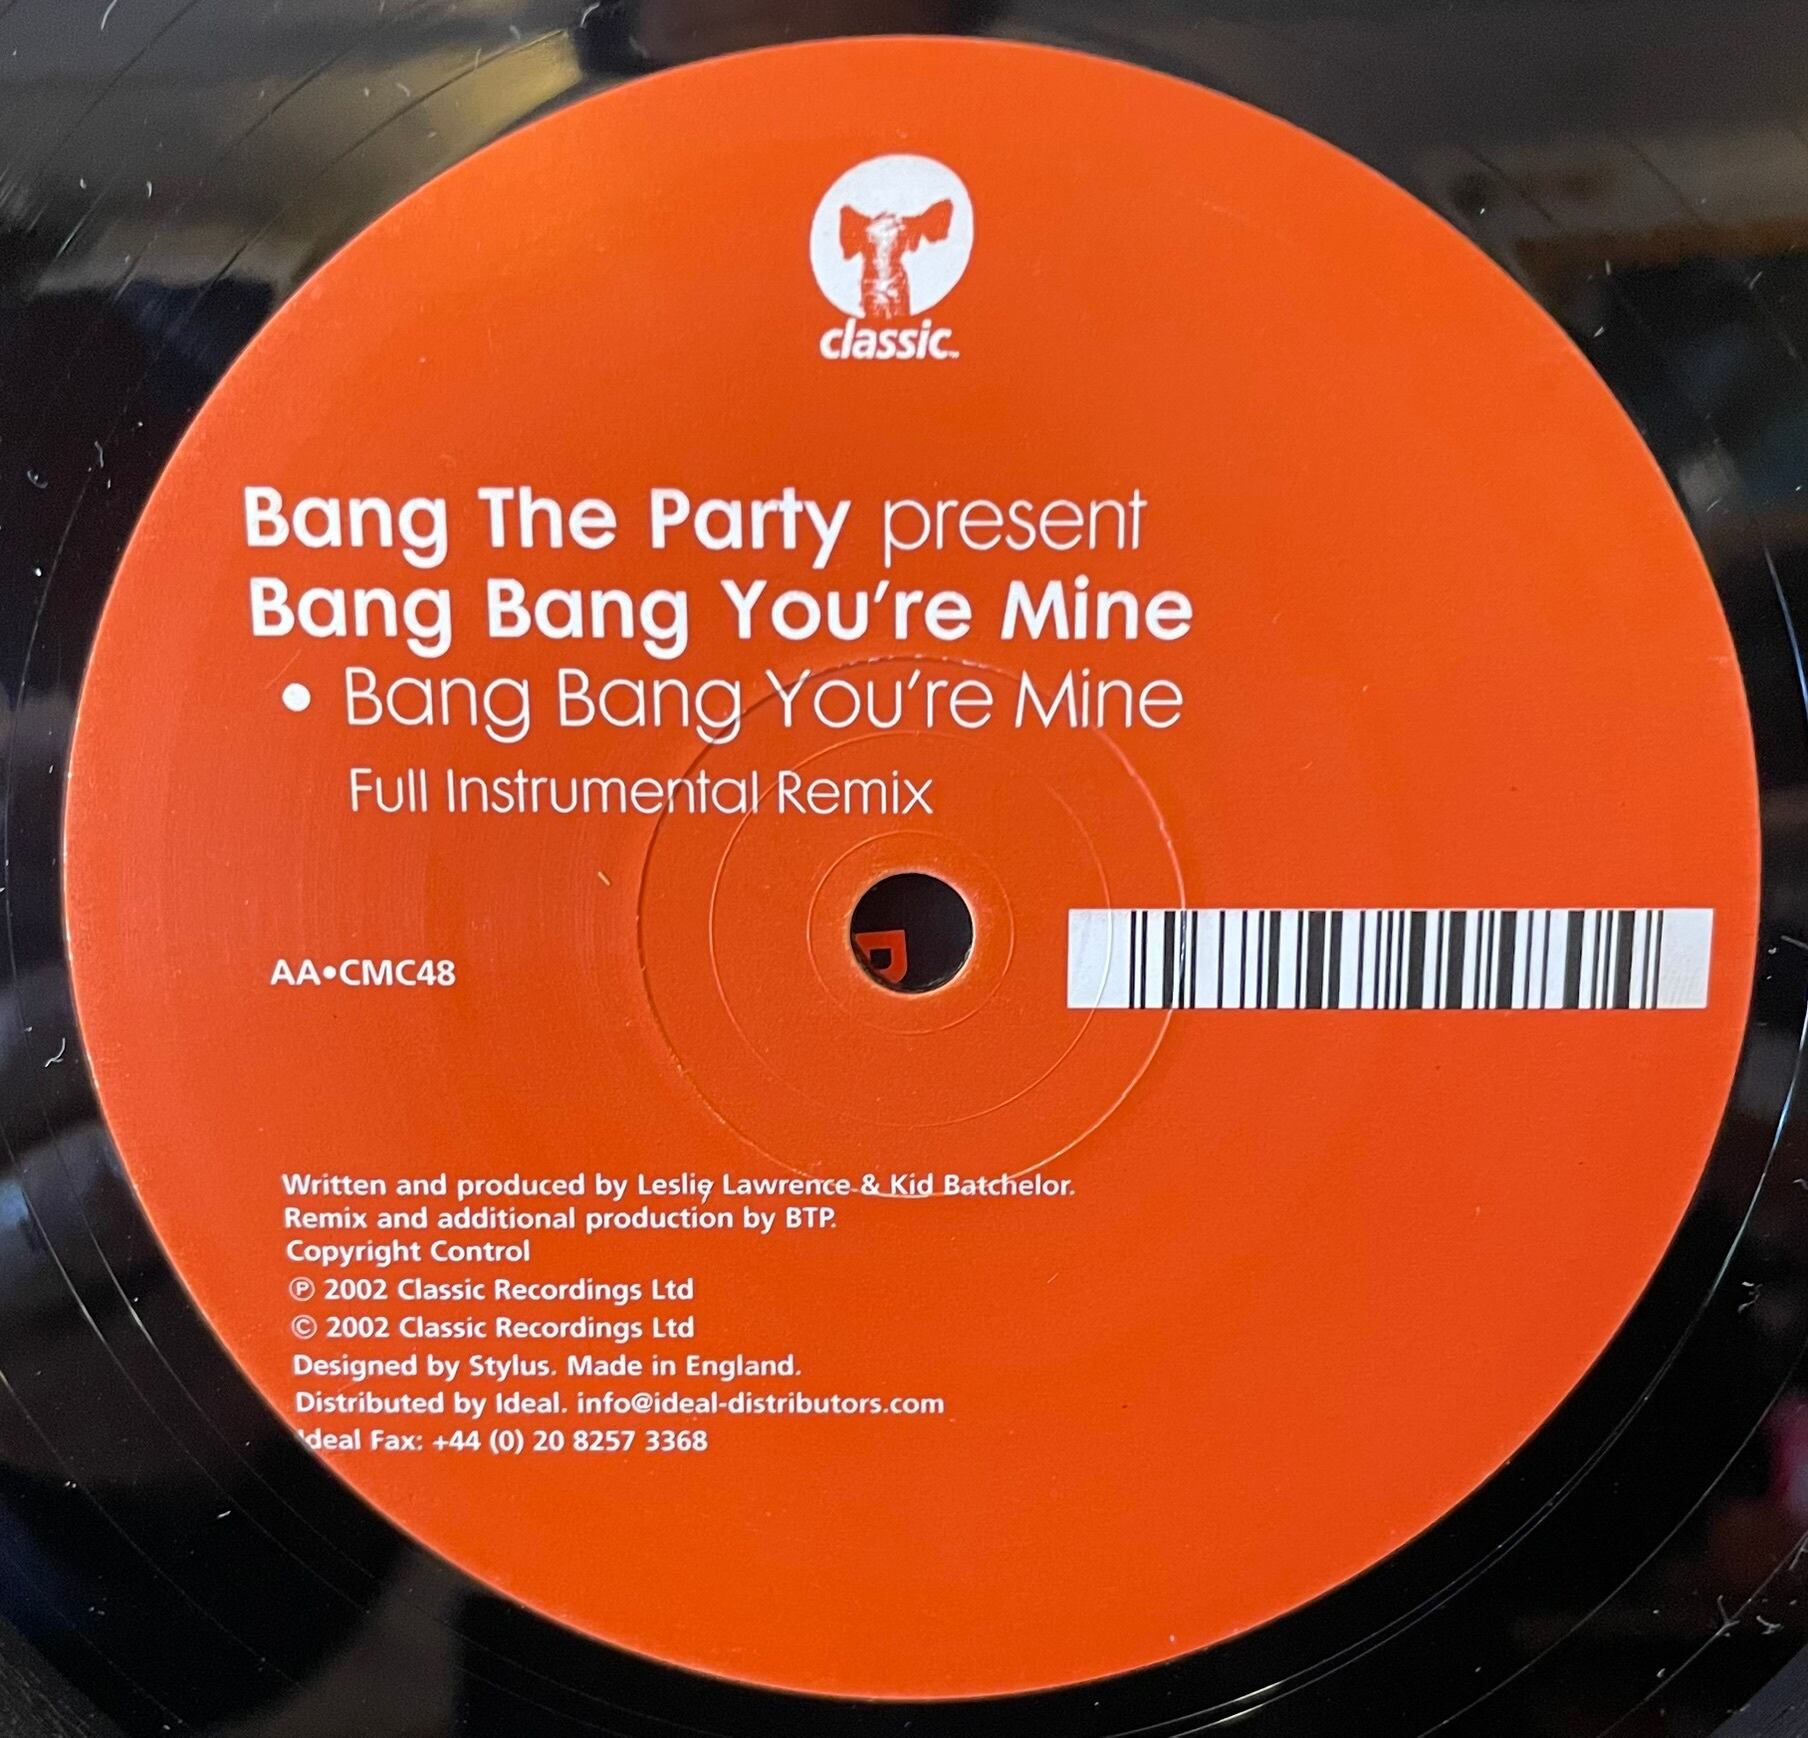 classic™
Bang The Party present
Bang Bang You're Mine
• Bang Bang You're Mine
Full Instrumental Remix
AA•CMC48
Written and produced by Leslie Lawrence & Kid Batchelor.
Remix and additional production by BTP.
Copyright Control
℗ 2002 Classic Recordings Ltd
© 2002 Classic Recordings Ltd
Designed by Stylus. Made in England.
Distributed by Ideal. info@ideal-distributors.com
Ideal Fax: +44 (0) 20 8257 3368